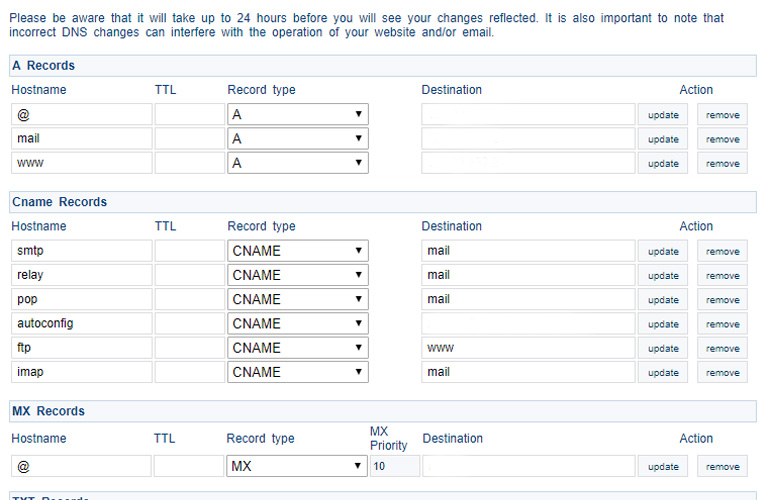 Please be aware that it will take up to 24 hours before you will see your changes reflected. It is also important to note that
incorrect DNS changes can interfere with the operation of your website and/or email.
A Records
Hostname TTL Record type Destination Action
@ A update remove
mail A update remove
www A update remove
Cname Records
Hostname TTL Record type Destination Action
smtp CNAME mail update remove
relay CNAME mail update remove
pop CNAME mail update remove
autoconfig CNAME update remove
ftp CNAME www update remove
imap CNAME mail update remove
MX Records
Hostname TTL Record type MX Priority Destination Action
@ MX 10 update remove
TXT Records